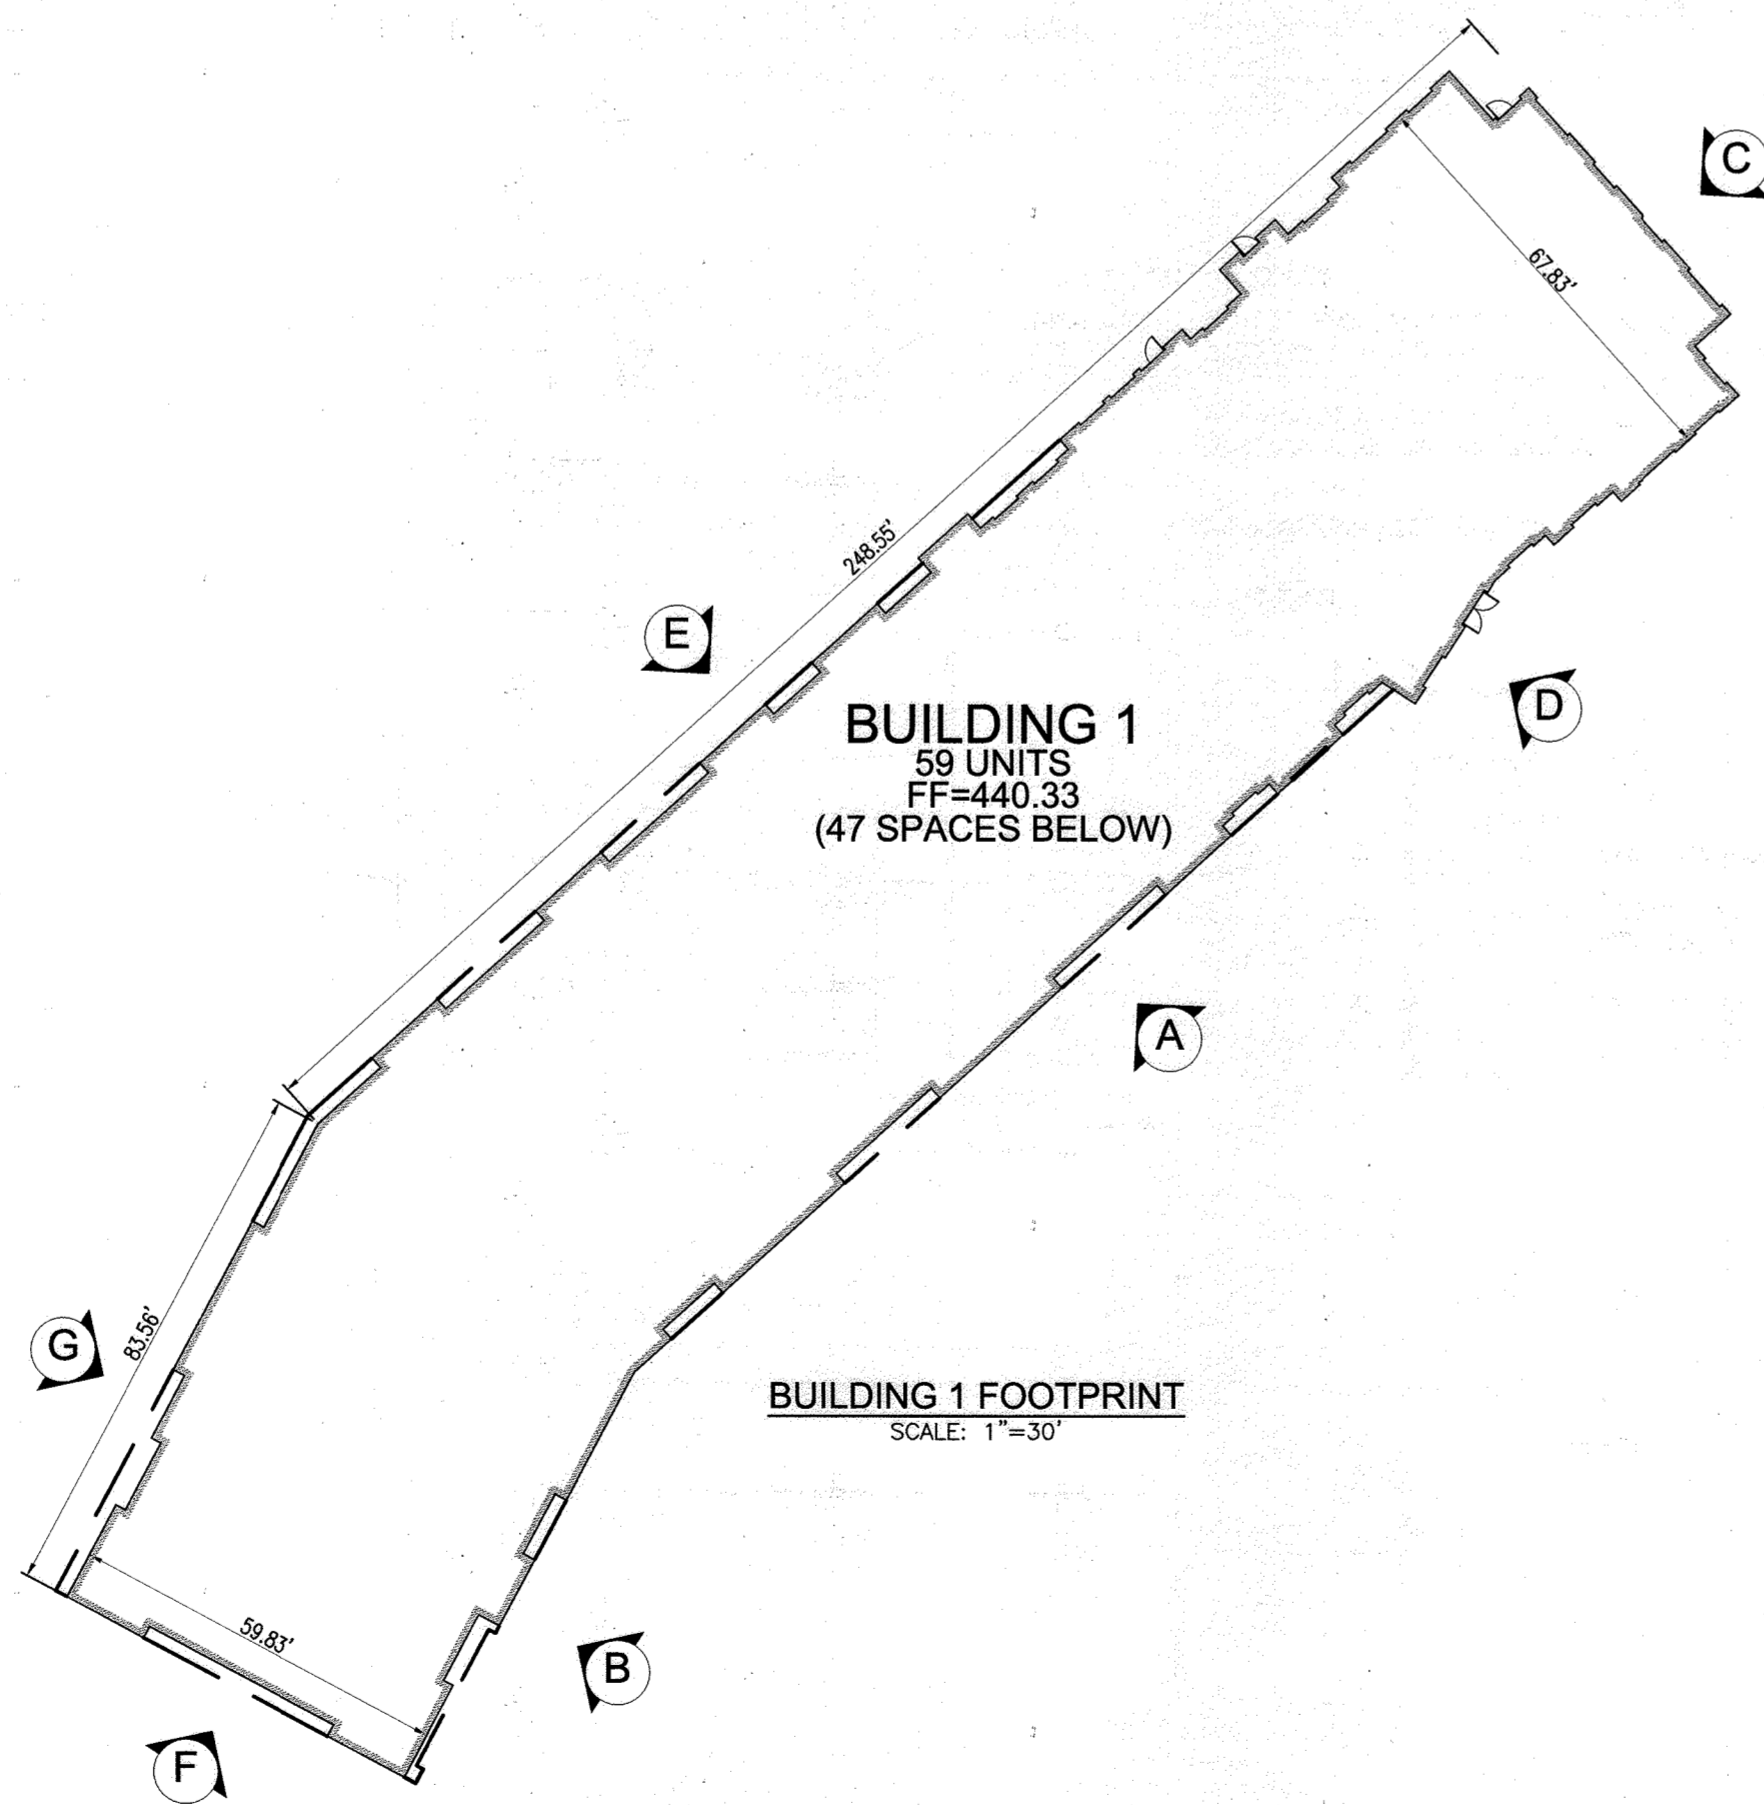 C
67.83'
248.55'
E
D
BUILDING 1
59 UNITS
FF=440.33
(47 SPACES BELOW)
A
G
83.56'
BUILDING 1 FOOTPRINT
SCALE: 1"=30'
59.83'
B
F